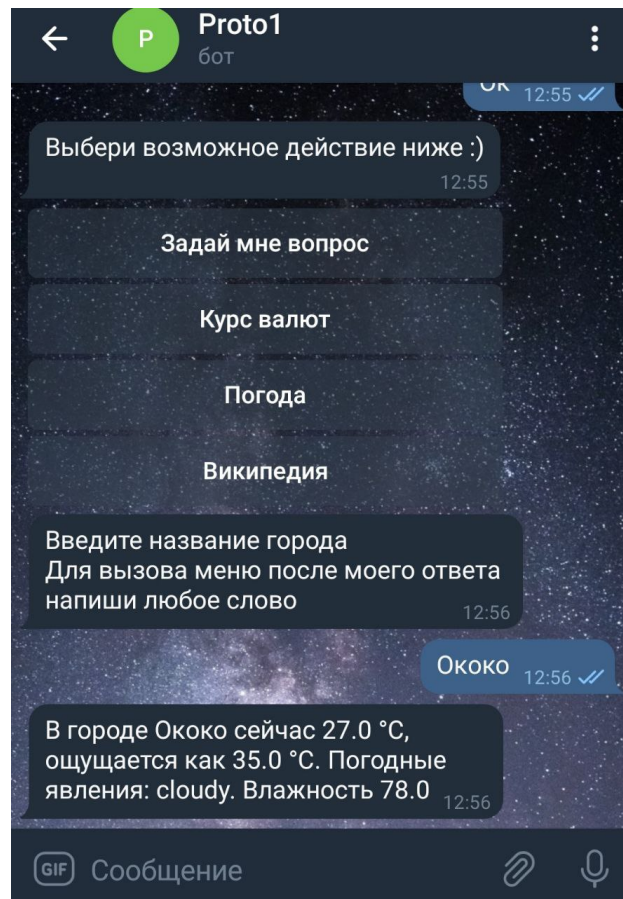 Proto1
P
бот
Ок
12:55
Выбери возможное действие ниже :)
12:55
Задай мне вопрос
Курс валют
Погода
Википедия
Введите название города
Для вызова меню после моего ответа
напиши любое слово
12:56
Ококо
12:56
В городе Ококо сейчас 27.0 °C,
ощущается как 35.0 °C. Погодные
явления: cloudy. Влажность 78.0
12:56
GIF
Сообщение